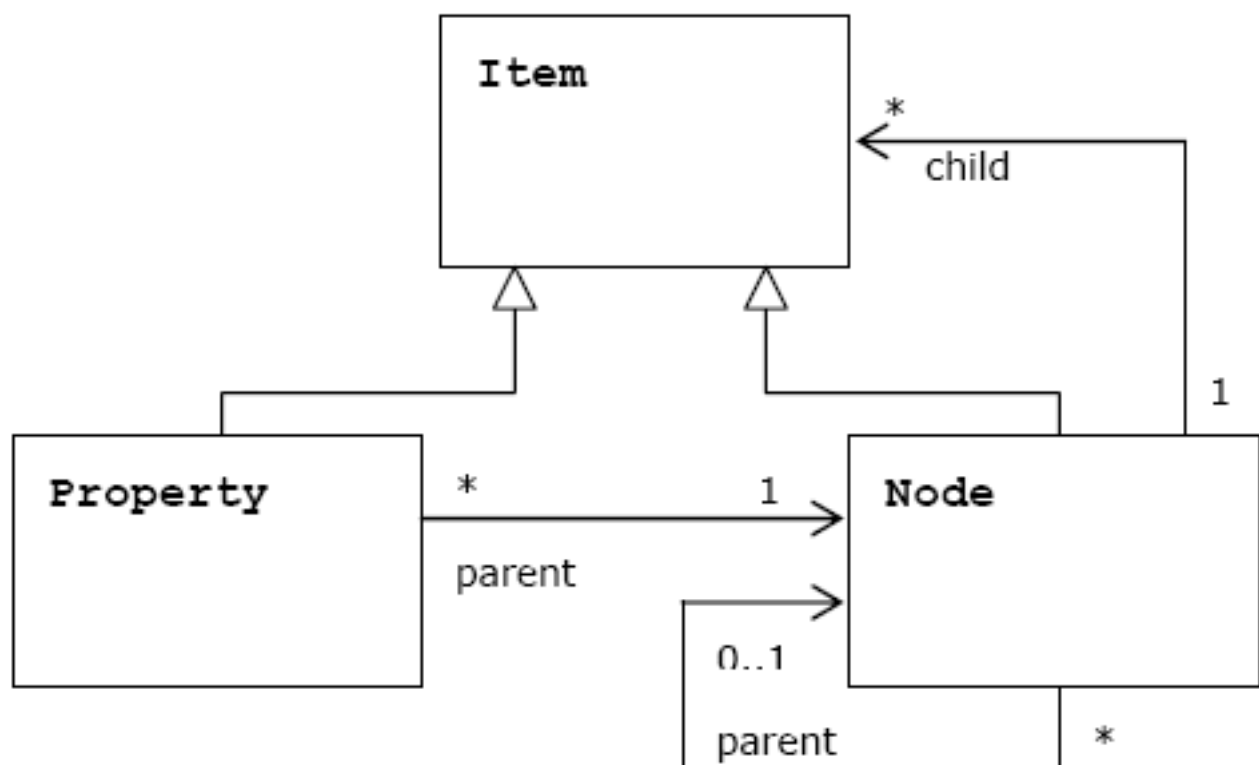 Item
*
child
1
Property
*
1
Node
parent
0..1
parent
*